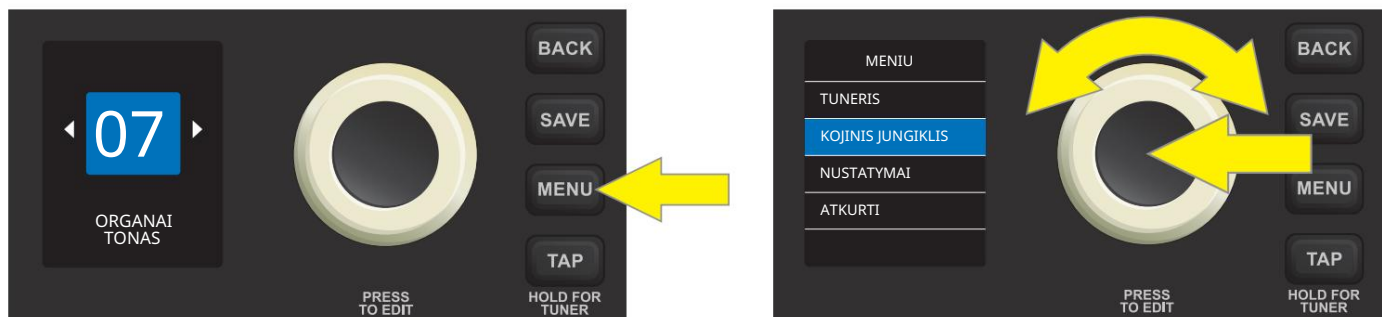 07
ORGANAI
TONAS
BACK
SAVE
MENU
TAP
PRESS
TO EDIT
HOLD FOR
TUNER
MENIU
TUNERIS
KOJINIS JUNGIKLIS
NUSTATYMAI
ATKURTI
BACK
SAVE
MENU
TAP
PRESS
TO EDIT
HOLD FOR
TUNER